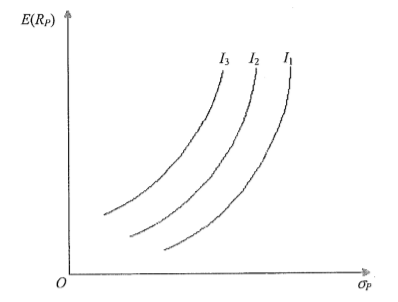 E(R_P)
I_3 I_2 I_1
O
σ_P